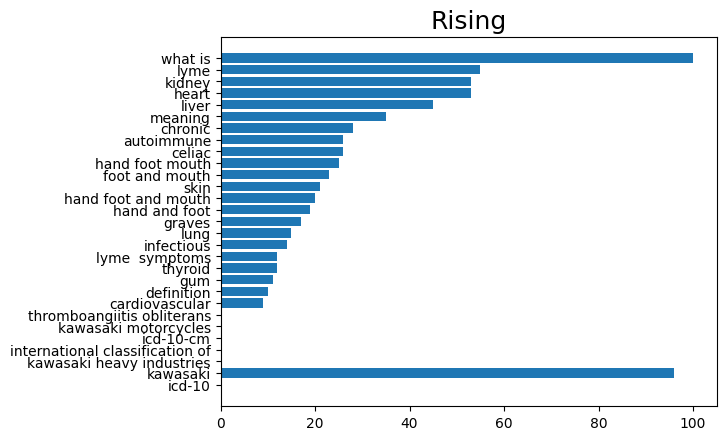 Rising
what is
lyme
kidney
heart
liver
meaning
chronic
autoimmune
celiac
hand foot mouth
foot and mouth
skin
hand foot and mouth
hand and foot
graves
lung
infectious
lyme  symptoms
thyroid
gum
definition
cardiovascular
thromboangiitis obliterans
kawasaki motorcycles
icd-10-cm
international classification of
kawasaki heavy industries
kawasaki
icd-10
0 20 40 60 80 100